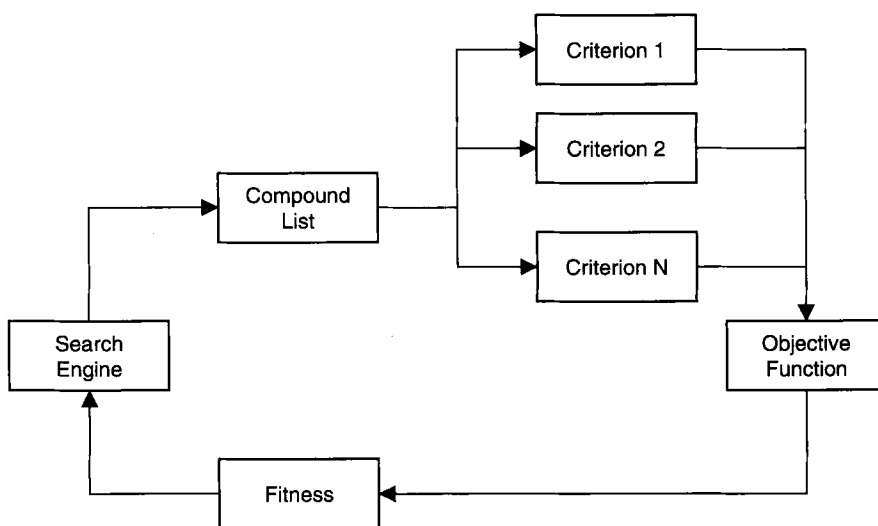 Criterion 1
Criterion 2
Compound
List
Criterion N
Search
Engine
Objective
Function
Fitness